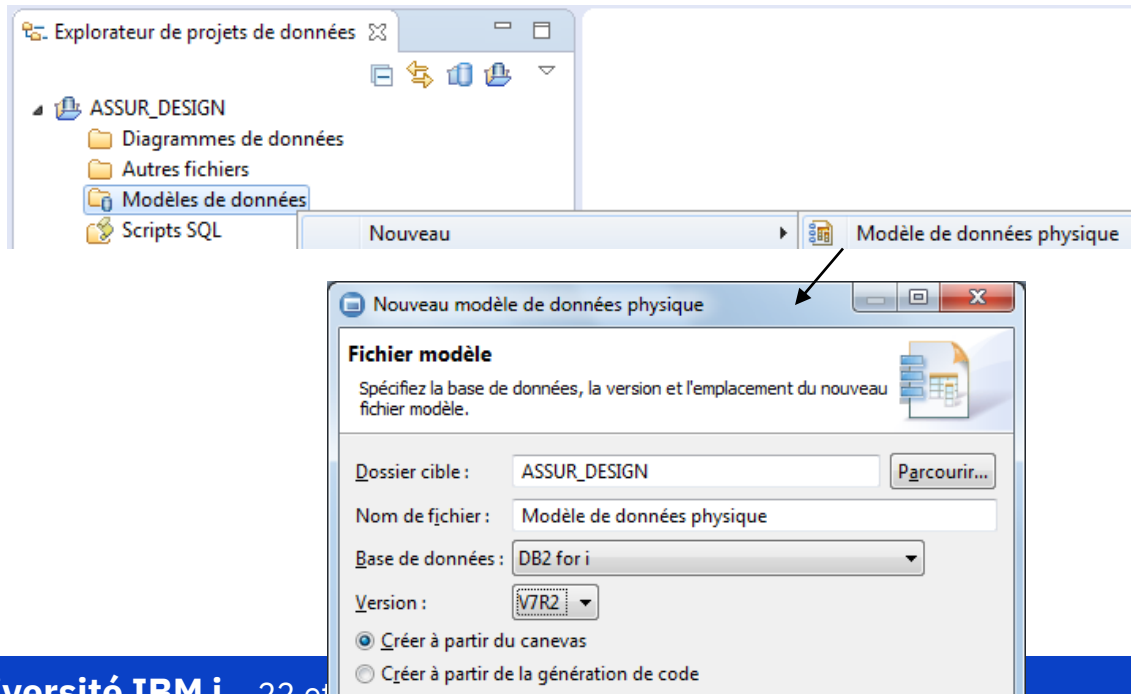 Explorateur de projets de données
ASSUR_DESIGN
Diagrammes de données
Autres fichiers
Modèles de données
Scripts SQL
Nouveau
Modèle de données physique
Nouveau modèle de données physique
Fichier modèle
Spécifiez la base de données, la version et l'emplacement du nouveau
fichier modèle.
Dossier cible : ASSUR_DESIGN Parcourir...
Nom de fichier : Modèle de données physique
Base de données : DB2 for i
Version : V7R2
Créer à partir du canevas
Créer à partir de la génération de code
IBM i 22 et